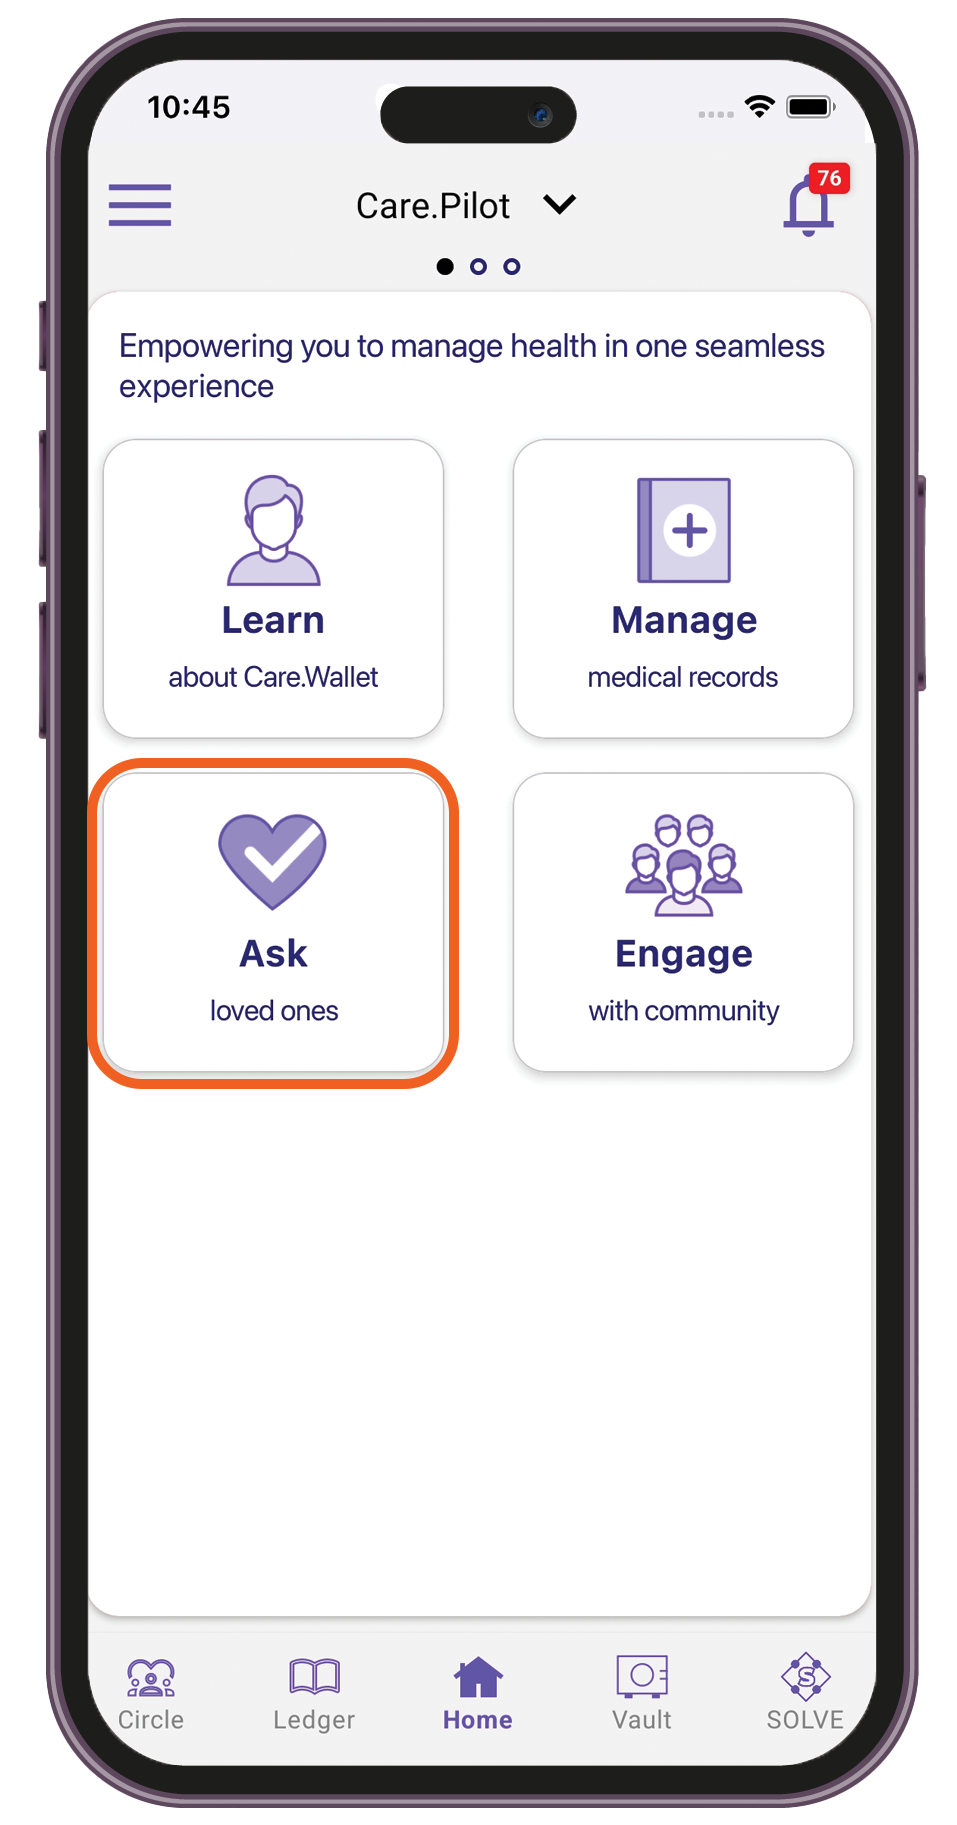 10:45
76
Care.Pilot
Empowering you to manage health in one seamless
experience
Learn
about Care.Wallet
Manage
medical records
Ask
loved ones
Engage
with community
Circle
Ledger
Home
Vault
S
SOLVE